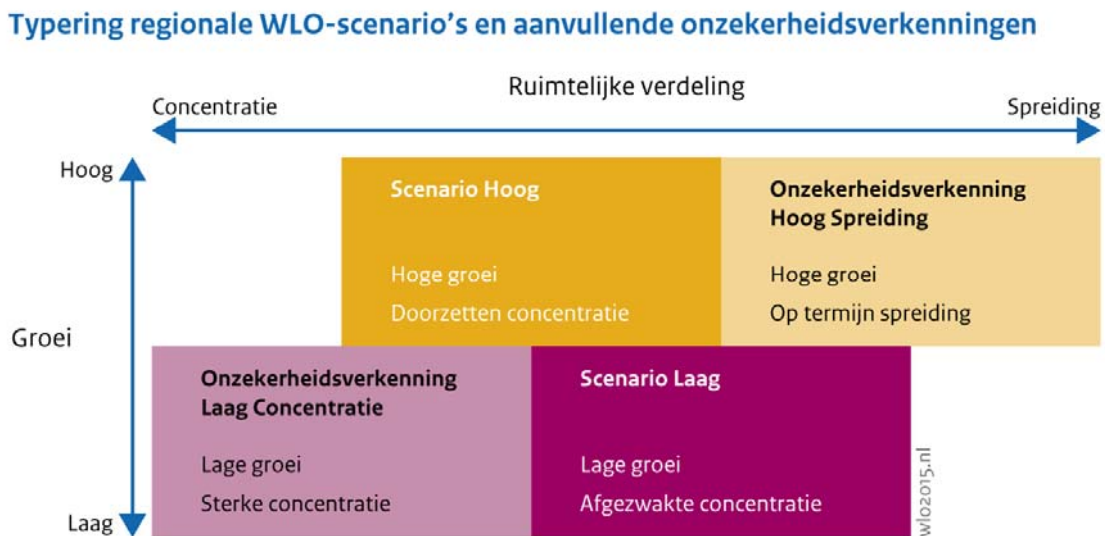 Typering regionale WLO-scenario's en aanvullende onzekerheidsverkenningen
Ruimtelijke verdeling
Concentratie
Spreiding
Hoog
Scenario Hoog
Hoge groei
Doorzetten concentratie
Onzekerheidsverkenning
Hoog Spreiding
Hoge groei
Op termijn spreiding
Groei
Onzekerheidsverkenning
Laag Concentratie
Lage groei
Sterke concentratie
Scenario Laag
Lage groei
Afgezwakte concentratie
Laag
wlo2015.nl